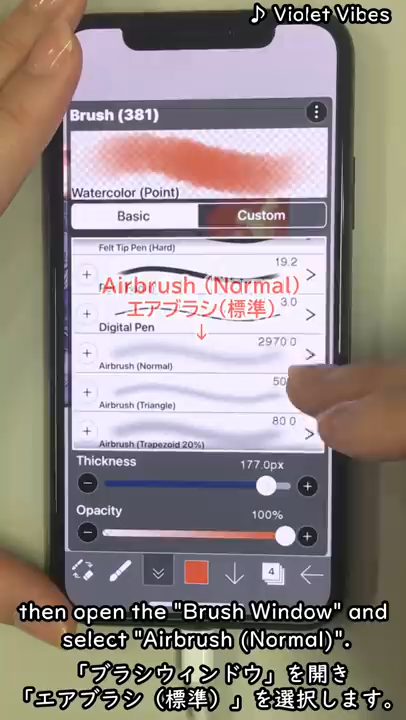 ♪ Violet Vibes
Brush (381)
Watercolor (Point)
Basic
Custom
Felt Tip Pen (Hard)
19.2
Airbrush (Normal)
エアブラシ(標準)
↓
3.0
Digital Pen
2970.0
Airbrush (Normal)
Airbrush (Triangle)
80.0
Airbrush (Trapezoid 20%)
Thickness
177.0px
Opacity
100%
4
then open the "Brush Window" and
select "Airbrush (Normal)".
「ブラシウィンドウ」を開き
「エアブラシ（標準）」を選択します。